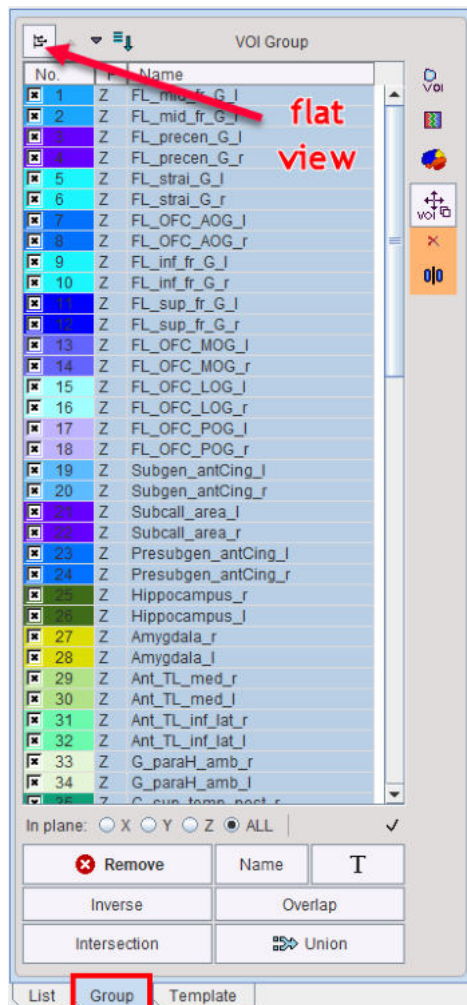 VOI Group
No. Name
VOI
1 Z FL_mid_fr_G_l
flat
2 Z FL_mid_fr_G_r
3 Z FL_precen_G_l
view
4 Z FL_precen_G_r
VOI
5 Z FL_strai_G_l
6 Z FL_strai_G_r
7 Z FL_OFC_AOG_l
8 Z FL_OFC_AOG_r
9 Z FL_inf_fr_G_l
10 Z FL_inf_fr_G_r
11 Z FL_sup_fr_G_l
12 Z FL_sup_fr_G_r
13 Z FL_OFC_MOG_l
14 Z FL_OFC_MOG_r
15 Z FL_OFC_LOG_l
16 Z FL_OFC_LOG_r
17 Z FL_OFC_POG_l
18 Z FL_OFC_POG_r
19 Z Subgen_antCing_l
20 Z Subgen_antCing_r
21 Z Subcall_area_l
22 Z Subcall_area_r
23 Z Presubgen_antCing_l
24 Z Presubgen_antCing_r
25 Z Hippocampus_r
26 Z Hippocampus_l
27 Z Amygdala_r
28 Z Amygdala_l
29 Z Ant_TL_med_r
30 Z Ant_TL_med_l
31 Z Ant_TL_inf_lat_r
32 Z Ant_TL_inf_lat_l
33 Z G_paraH_amb_r
34 Z G_paraH_amb_l
35 Z G_sup_temp_post_r
In plane: X Y Z ALL
Remove Name T
Inverse Overlap
Intersection Union
List Group Template